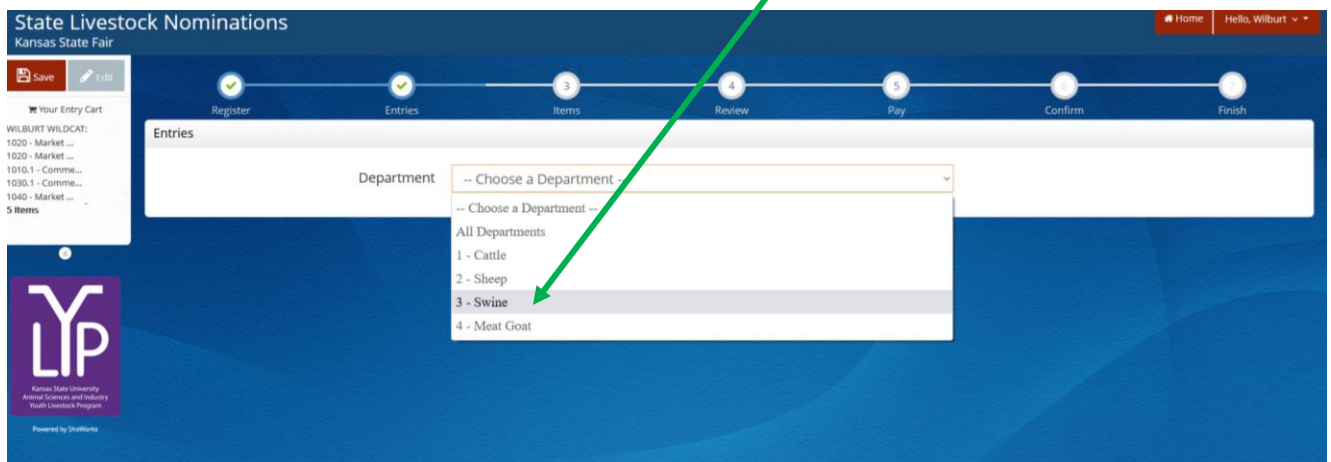 State Livestock Nominations
Kansas State Fair
Home
Hello, Wilburt
Save
Edit
Your Entry Cart
WILBURT WILDCAT:
1020 - Market ...
1020 - Market ...
1010.1 - Comme...
1030.1 - Comme...
1040 - Market ...
5 Items
Register
Entries
3
Items
4
Review
5
Pay
Confirm
Finish
Entries
Department
-- Choose a Department --
-- Choose a Department --
All Departments
1 - Cattle
2 - Sheep
3 - Swine
4 - Meat Goat
YLP
Kansas State University
Animal Sciences and Industry
Youth Livestock Program
Powered by ShoWorks